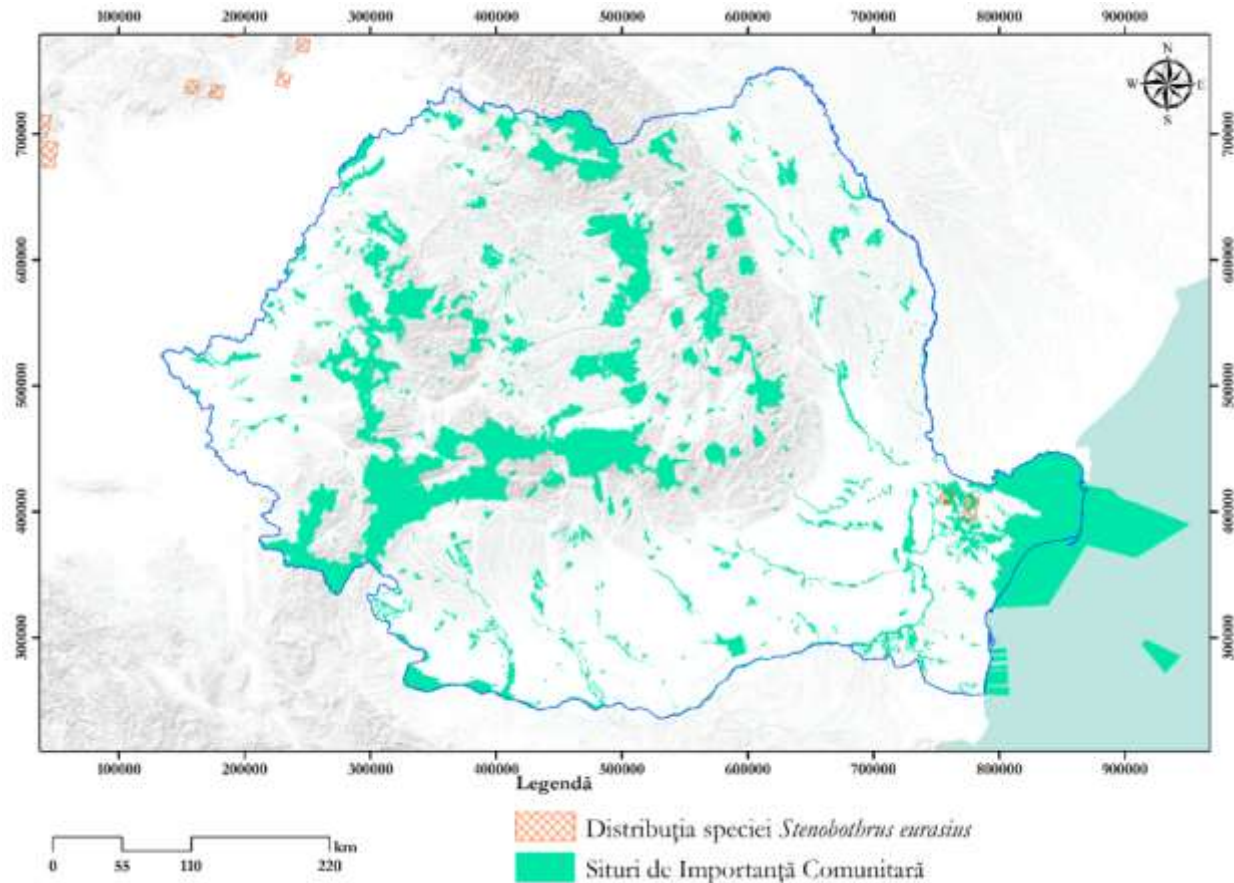 100000 200000 300000 400000 500000 600000 700000 800000 900000
N
W E
S
700000 700000
600000 600000
500000 500000
400000 400000
300000 300000
100000 200000 300000 400000 500000 600000 700000 800000 900000
Legendă
km
0 55 110 220
Distribuția speciei Stenobothrus eurasius
Situri de Importanță Comunitară